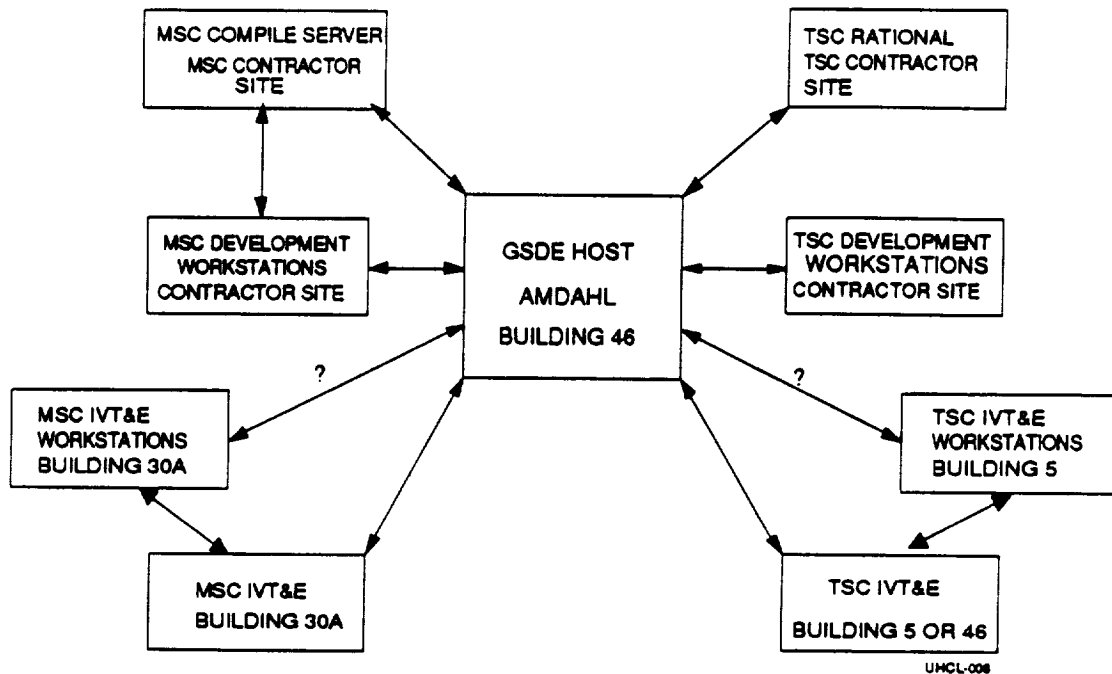 MSC COMPILE SERVER
MSC CONTRACTOR
SITE
TSC RATIONAL
TSC CONTRACTOR
SITE
MSC DEVELOPMENT
WORKSTATIONS
CONTRACTOR SITE
GSDE HOST
AMDAHL
BUILDING 46
TSC DEVELOPMENT
WORKSTATIONS
CONTRACTOR SITE
?
?
MSC IVT&E
WORKSTATIONS
BUILDING 30A
TSC IVT&E
WORKSTATIONS
BUILDING 5
MSC IVT&E
BUILDING 30A
TSC IVT&E
BUILDING 5 OR 46
UHCL-006